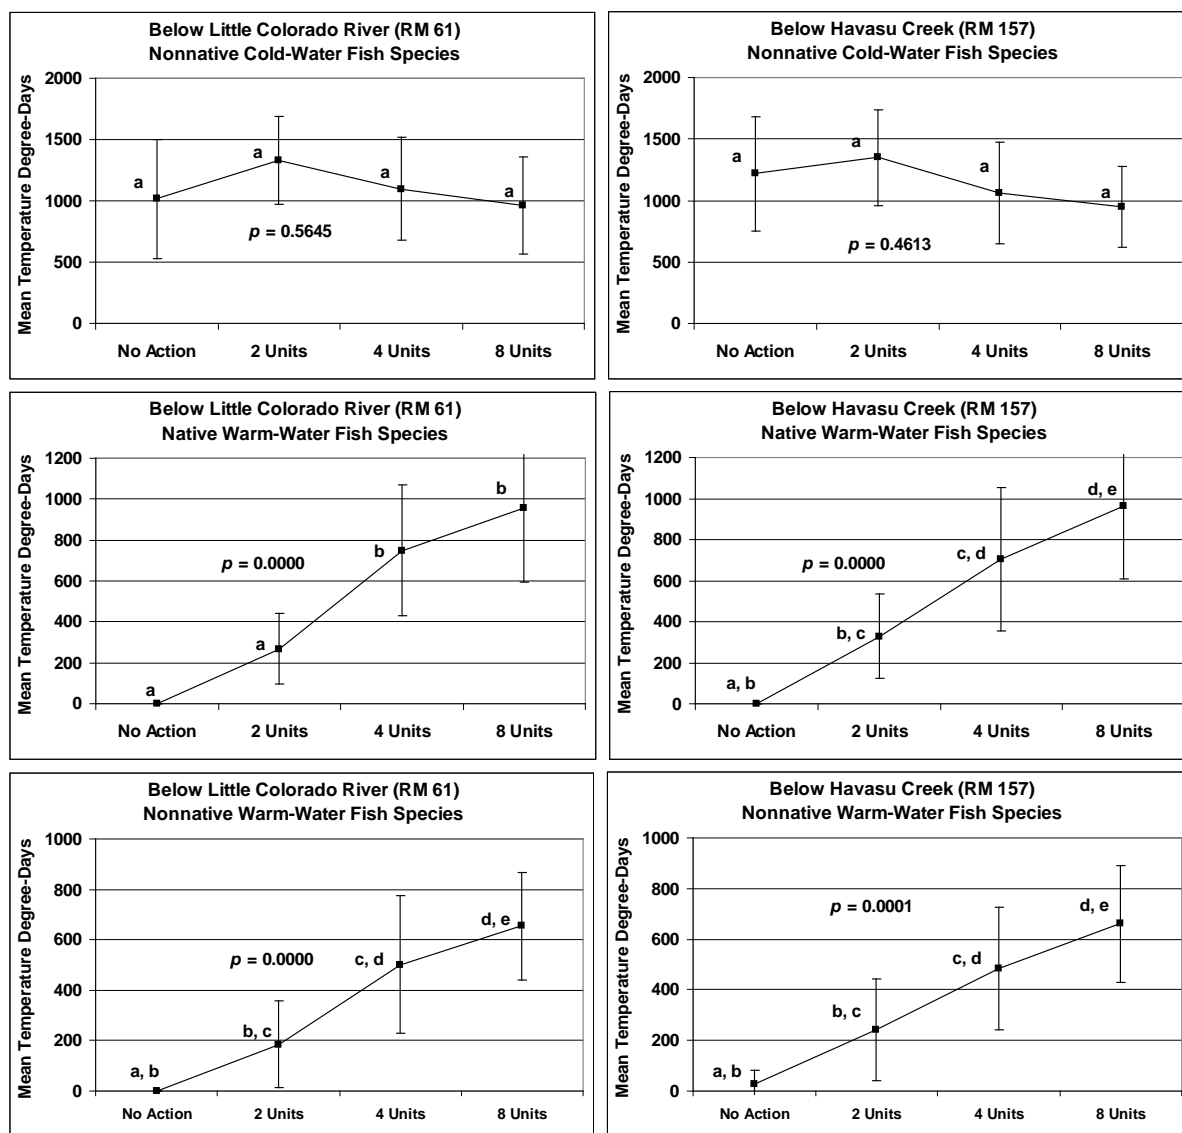 Below Little Colorado River (RM 61)
Nonnative Cold-Water Fish Species
Mean Temperature Degree-Days
2000
1500
1000
500
0
a
a
a
a
p = 0.5645
No Action
2 Units
4 Units
8 Units
Below Havasu Creek (RM 157)
Nonnative Cold-Water Fish Species
Mean Temperature Degree-Days
2000
1500
1000
500
0
a
a
a
a
p = 0.4613
No Action
2 Units
4 Units
8 Units
Below Little Colorado River (RM 61)
Native Warm-Water Fish Species
Mean Temperature Degree-Days
1200
1000
800
600
400
200
0
a
a
b
b
p = 0.0000
No Action
2 Units
4 Units
8 Units
Below Havasu Creek (RM 157)
Native Warm-Water Fish Species
Mean Temperature Degree-Days
1200
1000
800
600
400
200
0
a, b
b, c
c, d
d, e
p = 0.0000
No Action
2 Units
4 Units
8 Units
Below Little Colorado River (RM 61)
Nonnative Warm-Water Fish Species
Mean Temperature Degree-Days
1000
800
600
400
200
0
a, b
b, c
c, d
d, e
p = 0.0000
No Action
2 Units
4 Units
8 Units
Below Havasu Creek (RM 157)
Nonnative Warm-Water Fish Species
Mean Temperature Degree-Days
1000
800
600
400
200
0
a, b
b, c
c, d
d, e
p = 0.0001
No Action
2 Units
4 Units
8 Units